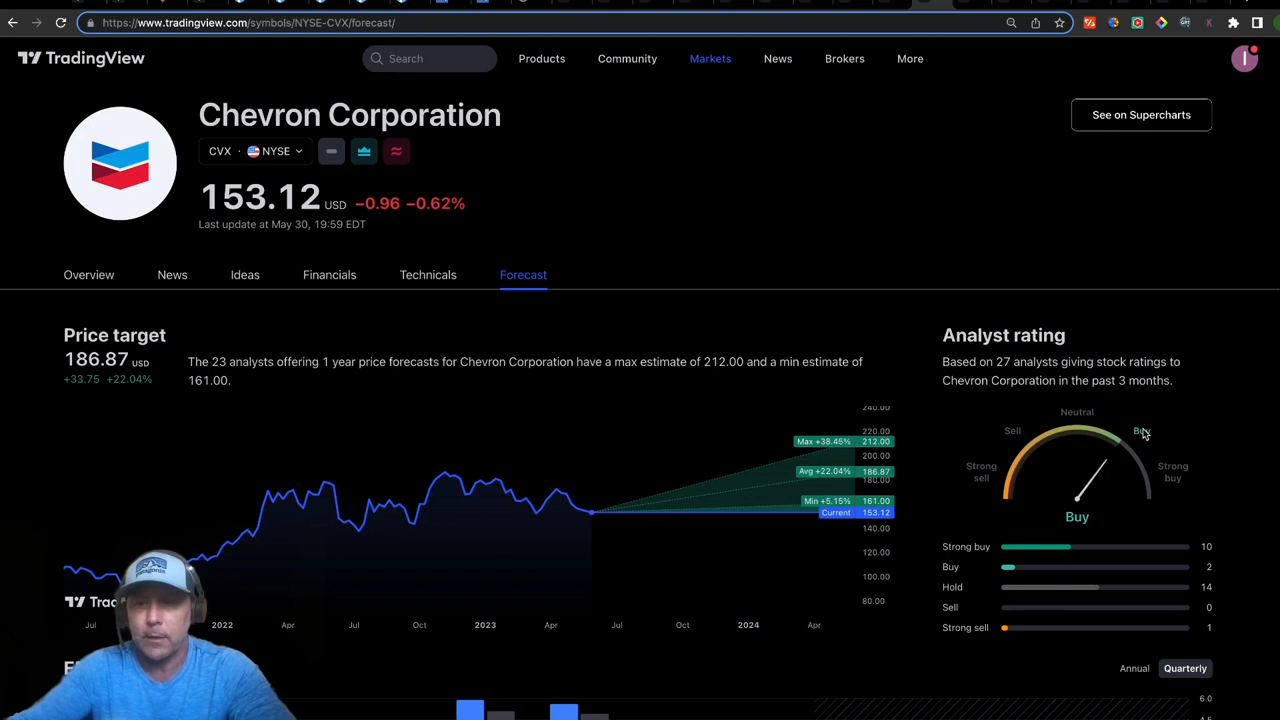 https://www.tradingview.com/symbols/NYSE-CVX/forecast/
TradingView
Search
Products
Community
Markets
News
Brokers
More
I
Chevron Corporation
See on Supercharts
CVX · NYSE
153.12 USD −0.96 −0.62%
Last update at May 30, 19:59 EDT
Overview
News
Ideas
Financials
Technicals
Forecast
Price target
186.87 USD
+33.75 +22.04%
The 23 analysts offering 1 year price forecasts for Chevron Corporation have a max estimate of 212.00 and a min estimate of
161.00.
240.00
220.00
Max +38.45% 212.00
200.00
Avg +22.04% 186.87
180.00
Min +5.15% 161.00
Current 153.12
140.00
120.00
100.00
80.00
Jul
2022
Apr
Jul
Oct
2023
Apr
Jul
Oct
2024
Apr
Analyst rating
Based on 27 analysts giving stock ratings to
Chevron Corporation in the past 3 months.
Neutral
Sell
Buy
Strong
sell
Strong
buy
Buy
Strong buy 10
Buy 2
Hold 14
Sell 0
Strong sell 1
Annual
Quarterly
6.0
patagonia